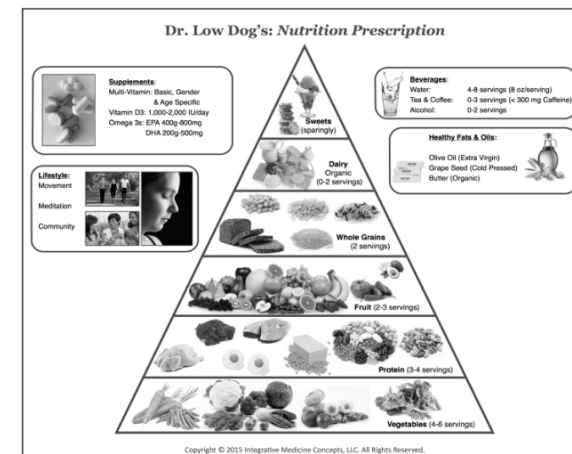 Dr. Low Dog's: Nutrition Prescription
Supplements:
Multi-Vitamin: Basic, Gender
& Age Specific
Vitamin D3: 1,000-2,000 IU/day
Omega 3s: EPA 400g-800mg
DHA 200g-500mg
Beverages:
Water: 4-8 servings (8 oz/serving)
Tea & Coffee: 0-3 servings (< 300 mg Caffeine)
Alcohol: 0-2 servings
Healthy Fats & Oils:
Olive Oil (Extra Virgin)
Grape Seed (Cold Pressed)
Butter (Organic)
Lifestyle:
Movement
Meditation
Community
Sweets
(sparingly)
Dairy
Organic
(0-2 servings)
Whole Grains
(2 servings)
Fruit (2-3 servings)
Protein (3-4 servings)
Vegetables (4-6 servings)
Copyright © 2015 Integrative Medicine Concepts, LLC. All Rights Reserved.